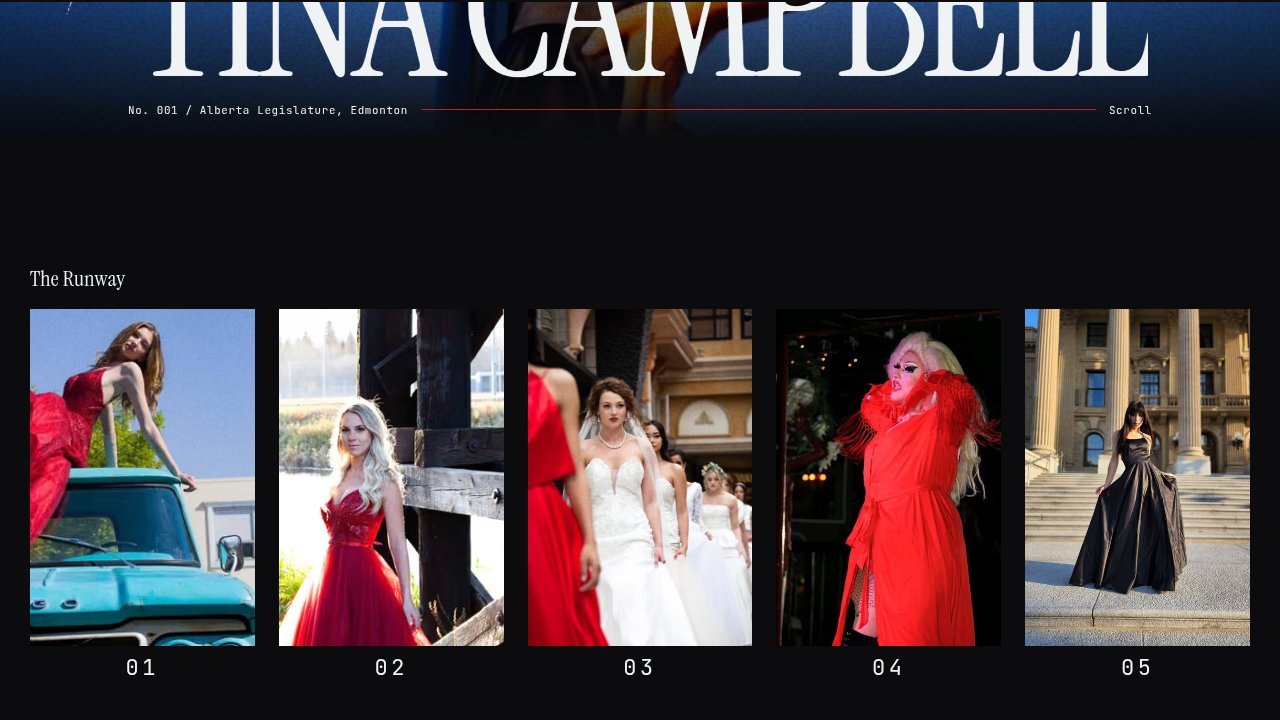 TINA CAMPBELL
No. 001 / Alberta Legislature, Edmonton
Scroll
The Runway
01
02
03
04
05